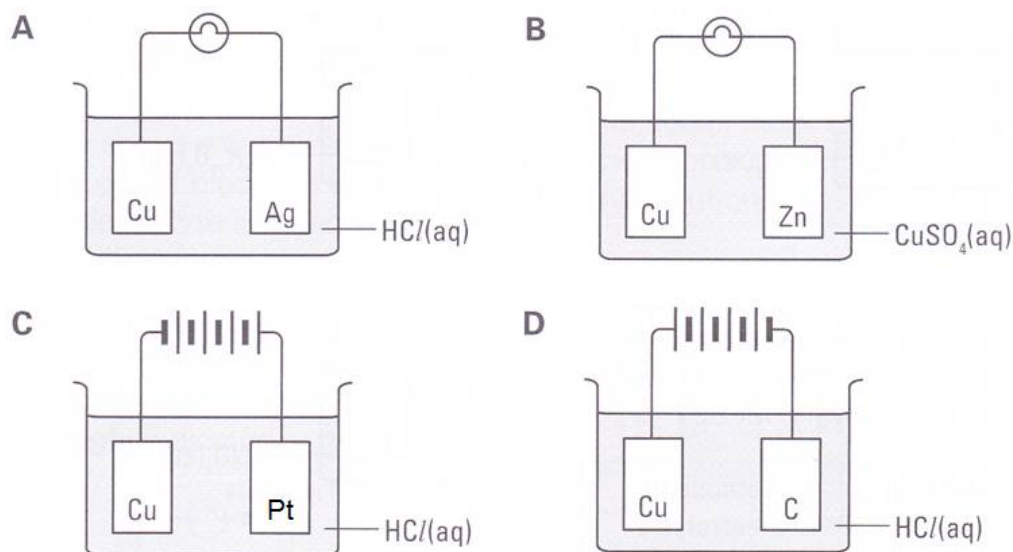 A
Cu
Ag
HCl(aq)
B
Cu
Zn
CuSO₄(aq)
C
Cu
Pt
HCl(aq)
D
Cu
C
HCl(aq)